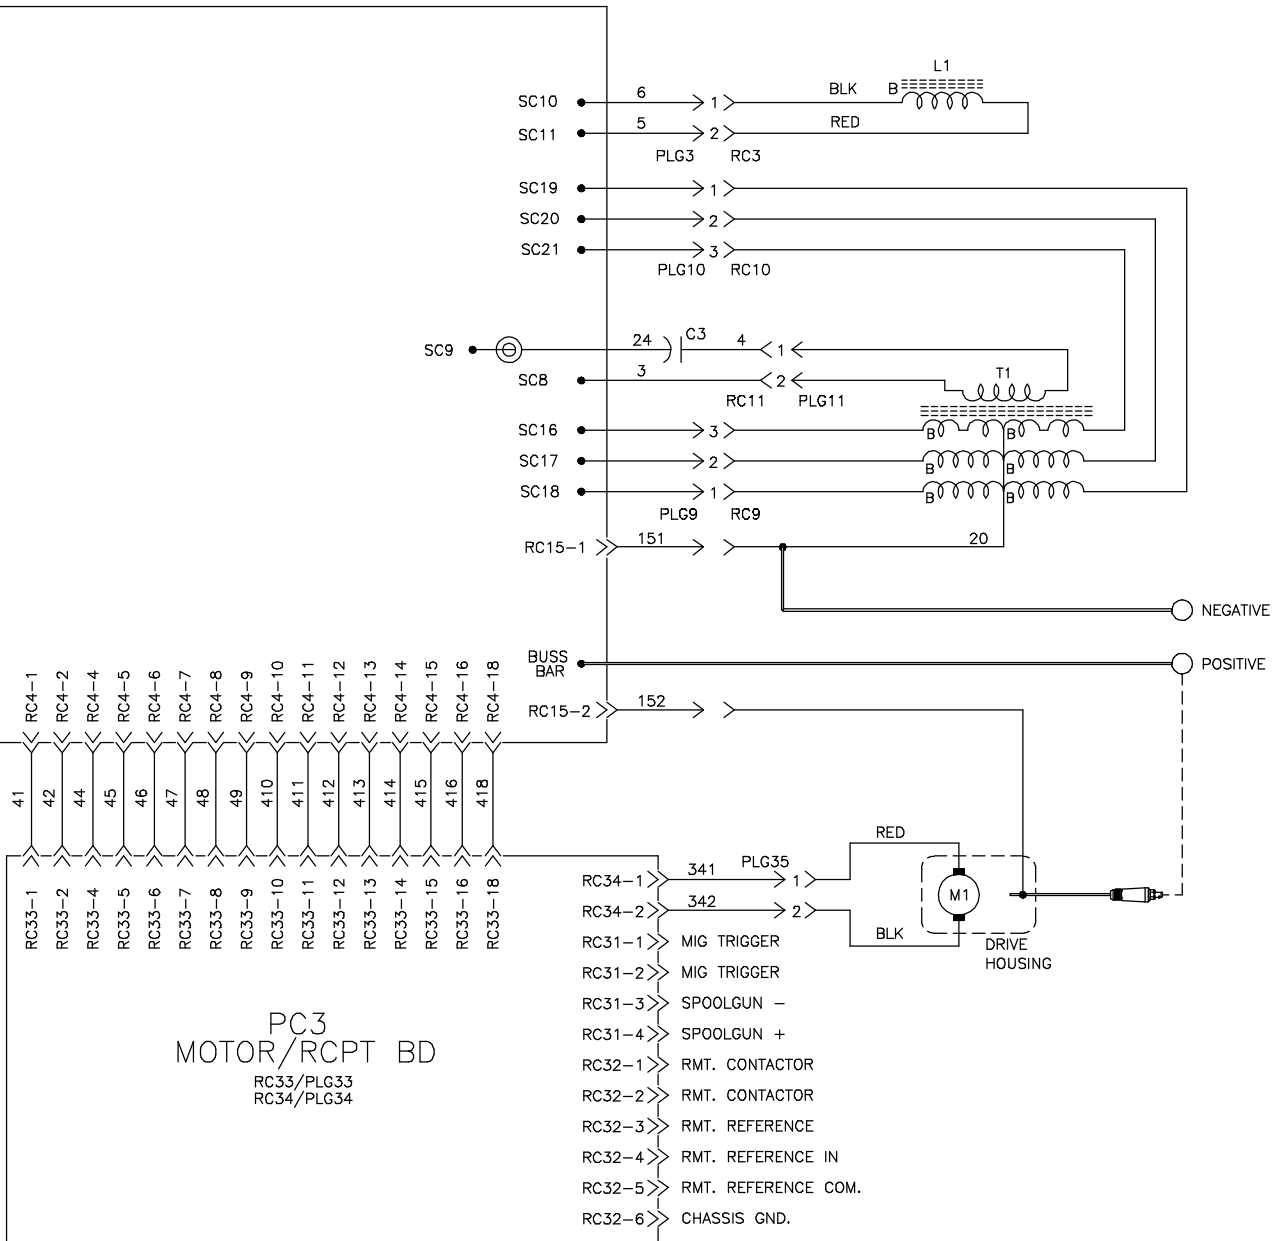 L1
SC10 6 1 BLK B
SC11 5 2 RED
PLG3 RC3
SC19 1
SC20 2
SC21 3
PLG10 RC10
SC9 24 C3 4 1
SC8 3 2 T1
RC11 PLG11
SC16 3 B B
SC17 2 B B
SC18 1 B B
PLG9 RC9
RC15-1 151 20
NEGATIVE
BUSS
BAR
POSITIVE
RC15-2 152
RC4-1
RC4-2
RC4-4
RC4-5
RC4-6
RC4-7
RC4-8
RC4-9
RC4-10
RC4-11
RC4-12
RC4-13
RC4-14
RC4-15
RC4-16
RC4-18
41
42
44
45
46
47
48
49
410
411
412
413
414
415
416
418
RC33-1
RC33-2
RC33-4
RC33-5
RC33-6
RC33-7
RC33-8
RC33-9
RC33-10
RC33-11
RC33-12
RC33-13
RC33-14
RC33-15
RC33-16
RC33-18
RED
RC34-1 341 PLG35 1
M1
RC34-2 342 2
BLK
DRIVE
HOUSING
RC31-1 MIG TRIGGER
RC31-2 MIG TRIGGER
RC31-3 SPOOLGUN -
RC31-4 SPOOLGUN +
RC32-1 RMT. CONTACTOR
RC32-2 RMT. CONTACTOR
RC32-3 RMT. REFERENCE
RC32-4 RMT. REFERENCE IN
RC32-5 RMT. REFERENCE COM.
RC32-6 CHASSIS GND.
PC3
MOTOR/RCPT BD
RC33/PLG33
RC34/PLG34